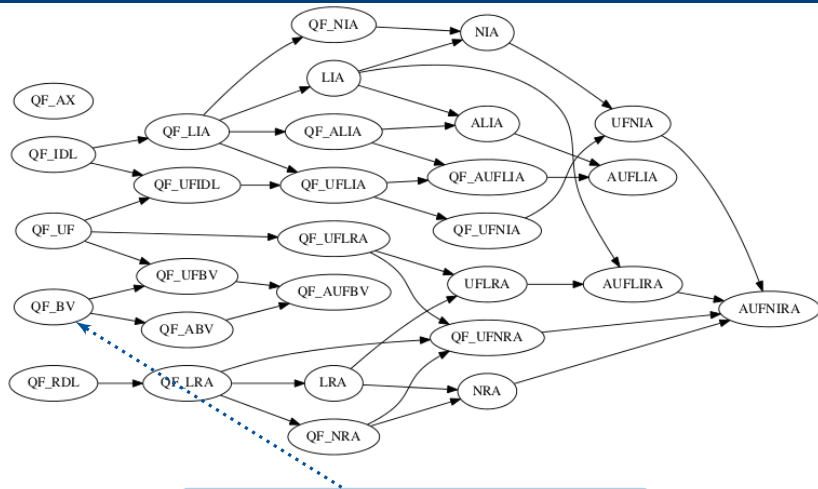 QF_NIA
NIA
LIA
QF_AX
QF_LIA
QF_ALIA
ALIA
UFNIA
QF_IDL
QF_UFIDL
QF_UFLIA
QF_AUFLIA
AUFLIA
QF_UF
QF_UFLRA
QF_UFNIA
QF_UFBV
QF_AUFBV
UFLRA
AUFLIRA
QF_BV
QF_ABV
QF_UFNRA
AUFNIRA
QF_RDL
QF_LRA
LRA
NRA
QF_NRA